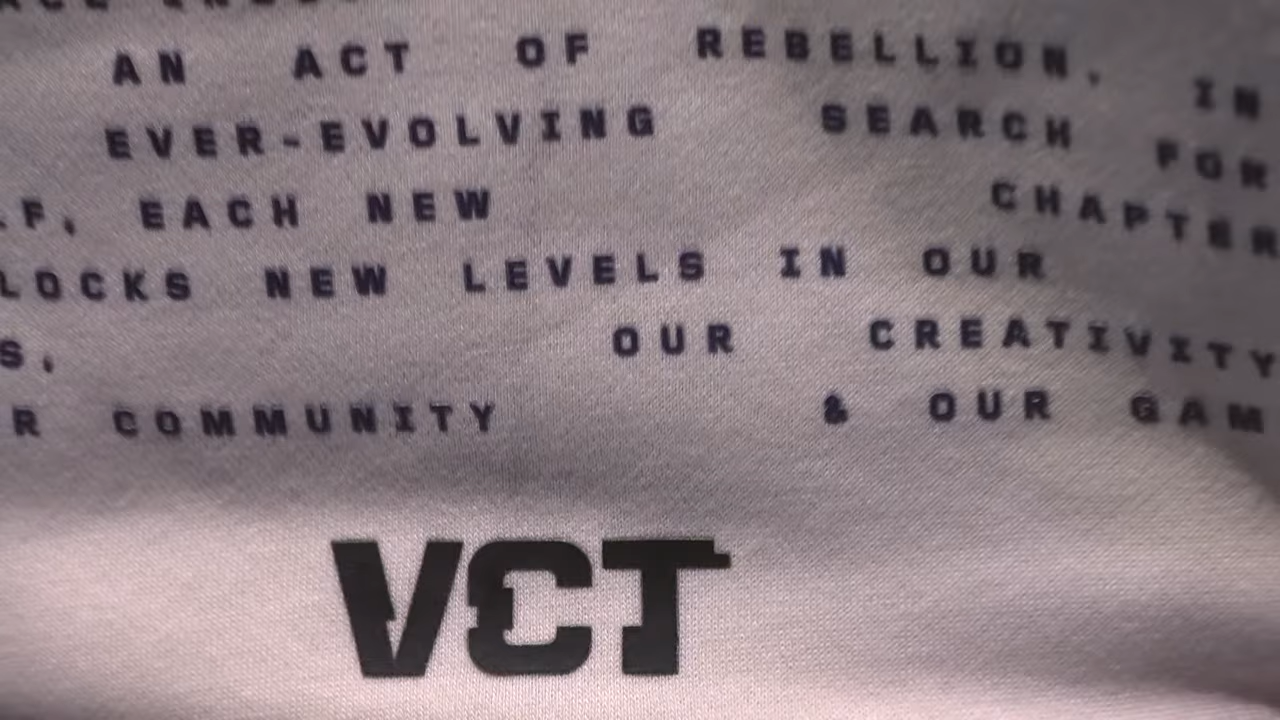 AN ACT OF REBELLION, IN
EVER-EVOLVING SEARCH FOR
F, EACH NEW CHAPTER
LOCKS NEW LEVELS IN OUR
S, OUR CREATIVITY
R COMMUNITY & OUR GAM
VCT